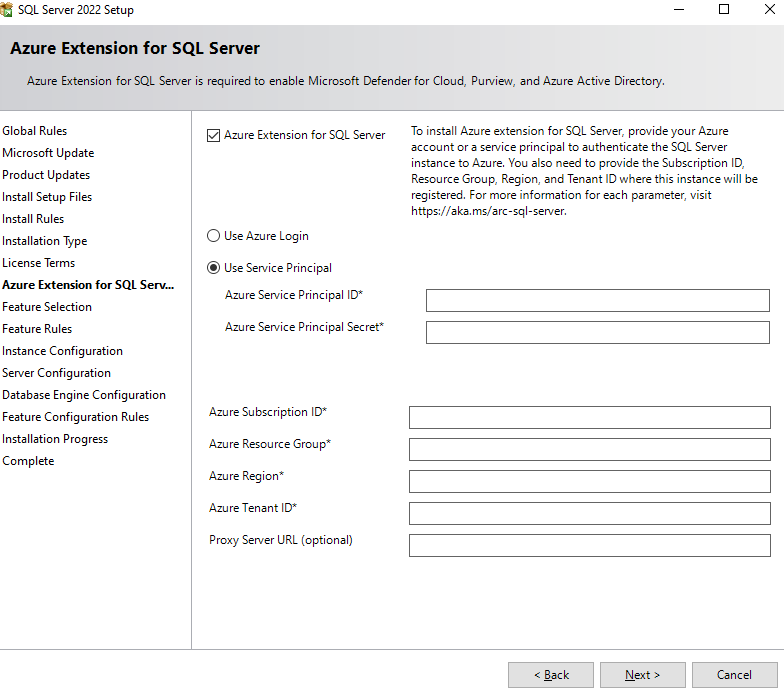 SQL Server 2022 Setup
Azure Extension for SQL Server
Azure Extension for SQL Server is required to enable Microsoft Defender for Cloud, Purview, and Azure Active Directory.
Global Rules
Microsoft Update
Product Updates
Install Setup Files
Install Rules
Installation Type
License Terms
Azure Extension for SQL Serv...
Feature Selection
Feature Rules
Instance Configuration
Server Configuration
Database Engine Configuration
Feature Configuration Rules
Installation Progress
Complete
Azure Extension for SQL Server
To install Azure extension for SQL Server, provide your Azure
account or a service principal to authenticate the SQL Server
instance to Azure. You also need to provide the Subscription ID,
Resource Group, Region, and Tenant ID where this instance will be
registered. For more information for each parameter, visit
https://aka.ms/arc-sql-server.
Use Azure Login
Use Service Principal
Azure Service Principal ID*
Azure Service Principal Secret*
Azure Subscription ID*
Azure Resource Group*
Azure Region*
Azure Tenant ID*
Proxy Server URL (optional)
< Back
Next >
Cancel